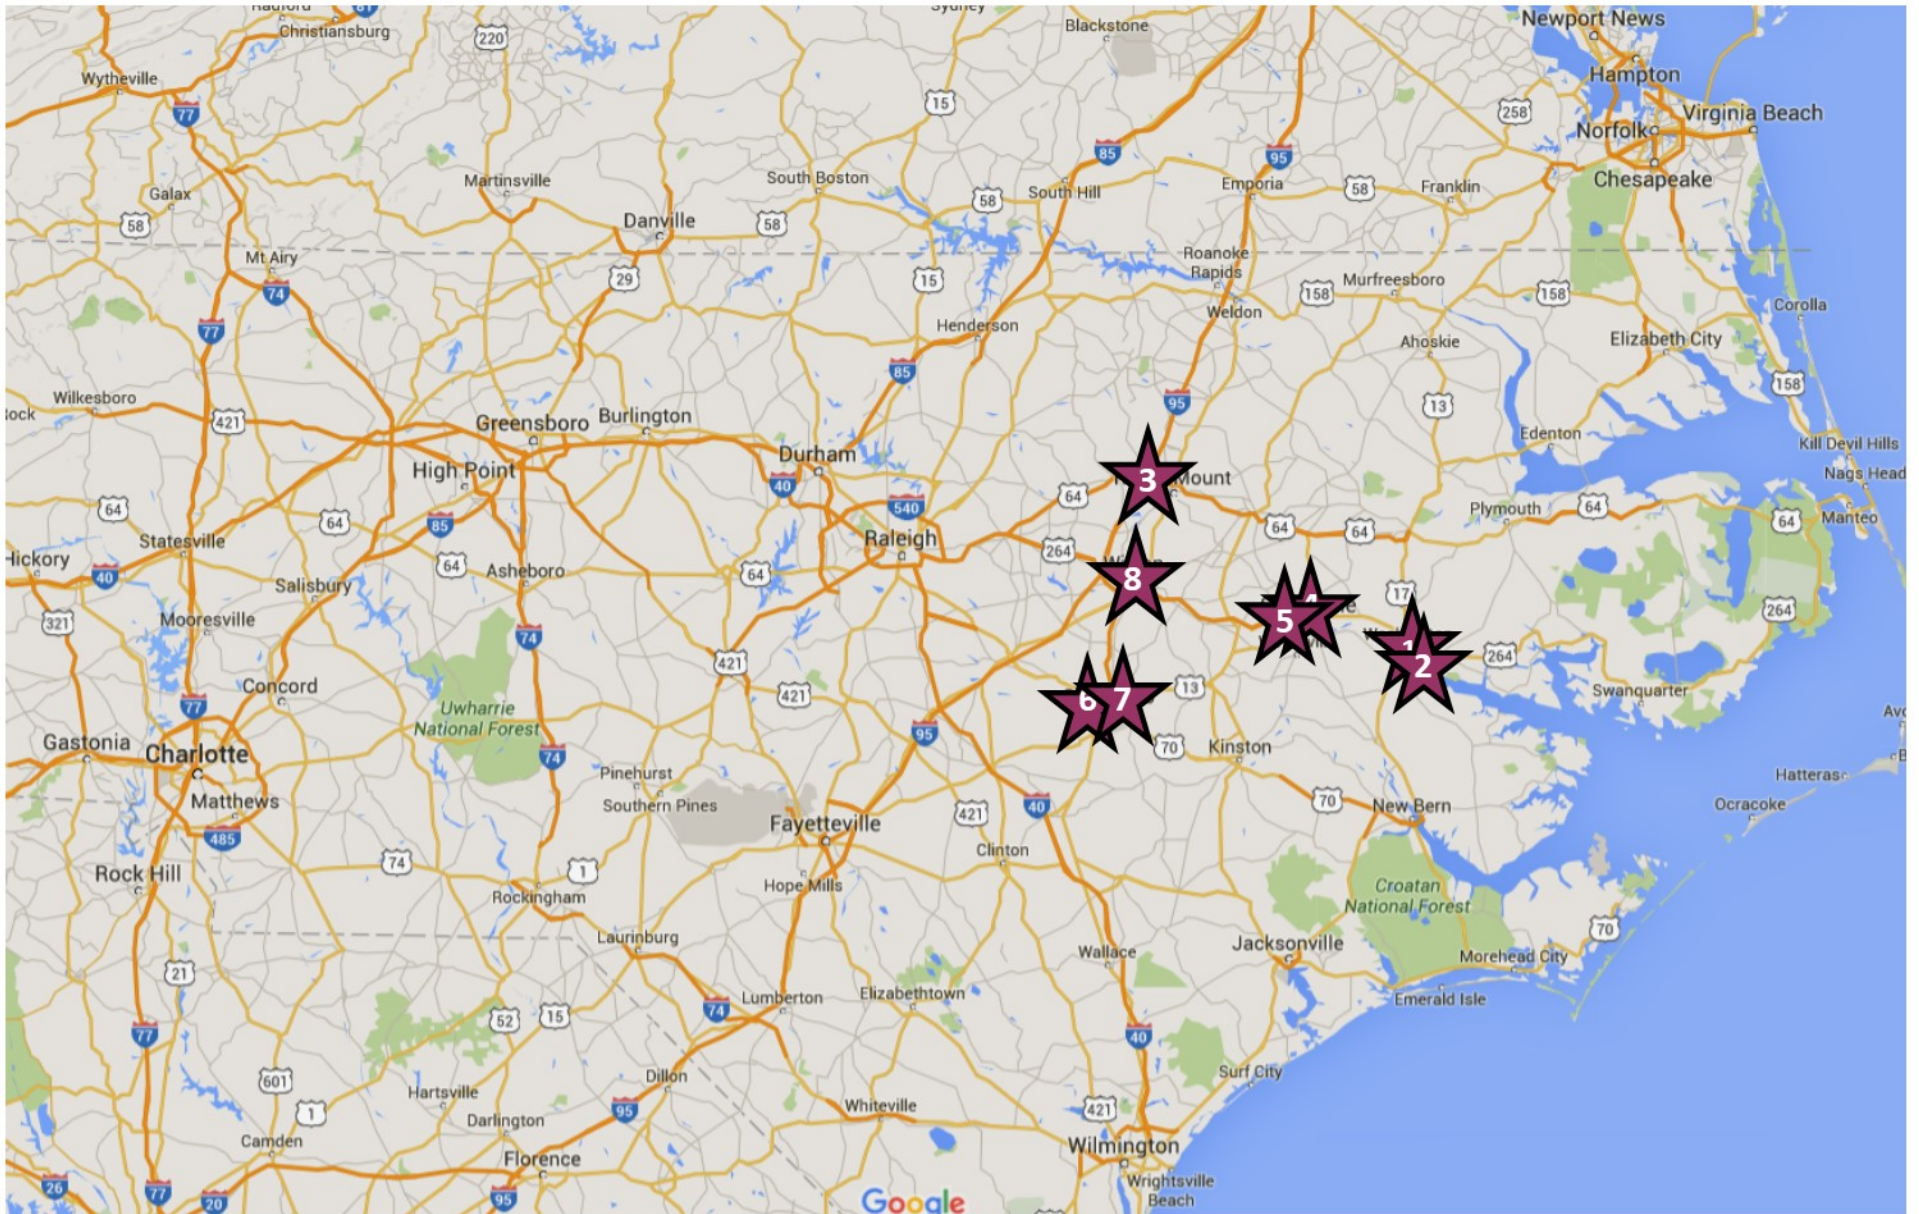 Radford
81
Sydney
Newport News
Christiansburg
220
Blackstone
Hampton
Wytheville
77
15
258
Virginia Beach
Norfolk
85
95
South Boston
Martinsville
South Hill
Emporia
58
Franklin
Chesapeake
Galax
58
58
Danville
58
Mt Airy
Roanoke
Rapids
74
29
15
158
Murfreesboro
158
77
Henderson
Weldon
Corolla
Ahoskie
Elizabeth City
85
158
Wilkesboro
95
13
ock
421
Greensboro
Burlington
Edenton
Kill Devil Hills
High Point
Durham
40
64
3
Mount
Nags Head
64
64
85
540
Plymouth
64
64
Manteo
Statesville
Raleigh
64
64
Hickory
40
264
64
Asheboro
64
8
Salisbury
17
321
Mooresville
74
5
4
264
421
1
2
264
Concord
421
6
7
13
Swanquarter
77
Uwharrie
National Forest
95
70
Kinston
Gastonia
Charlotte
74
Pinehurst
Hatteras
Matthews
Southern Pines
421
40
70
New Bern
Ocracoke
485
Fayetteville
74
1
Clinton
Rock Hill
Rockingham
Hope Mills
Croatan
National Forest
Laurinburg
Wallace
Jacksonville
70
21
Morehead City
52
15
74
Lumberton
Elizabethtown
Emerald Isle
77
40
601
Dillon
Surf City
Hartsville
1
Darlington
95
Whiteville
421
Camden
Wilmington
Florence
26
77
20
95
Google
Wrightsville
Beach